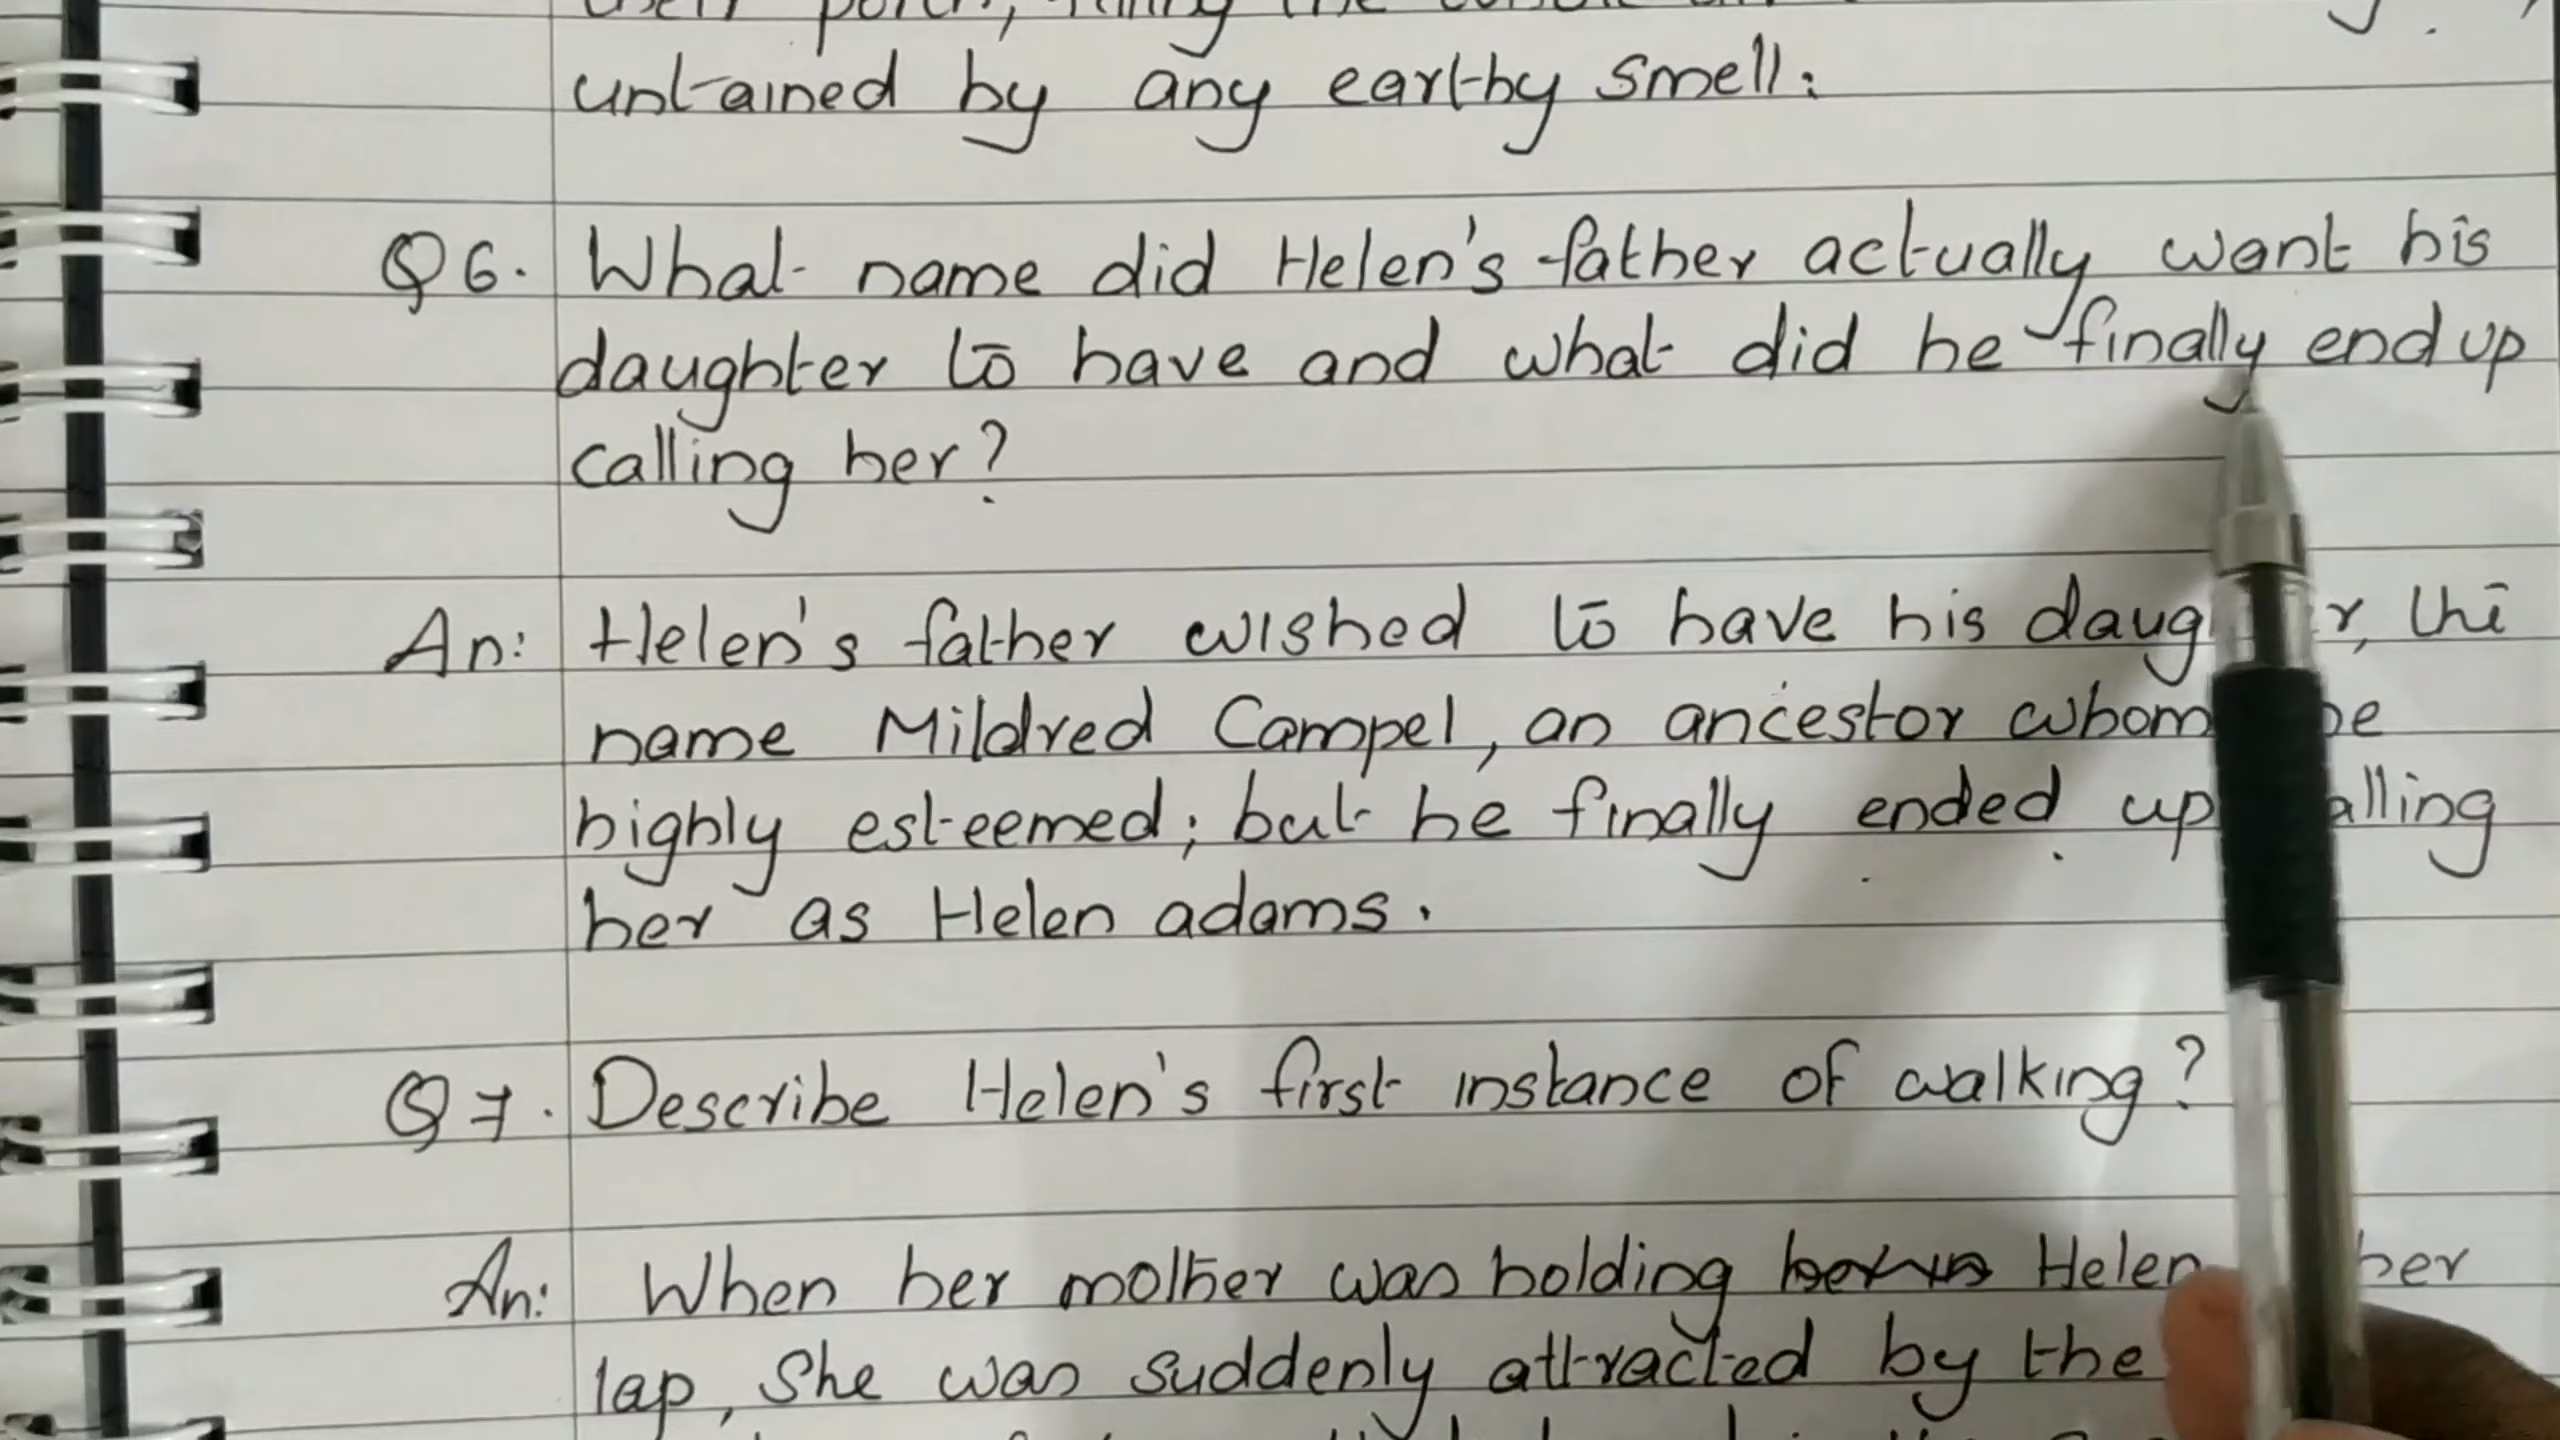 untained by any earthy smell.
Q6. What name did Helen's father actually want his
daughter to have and what did he finally end up
calling her?
An: Helen's father wished to have his the
name Mildred Campel, an ancestor whom he
highly esteemed; but he finally ended up
her as Helen adams.
Q7. Describe Helen's first instance of walking?
An: When her mother was holding Helen her
lap, She was suddenly attracted by the